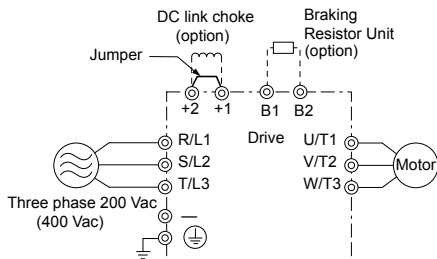 DC link choke
(option)
Braking
Resistor Unit
(option)
Jumper
+2 +1 B1 B2
Drive
R/L1
S/L2
T/L3
U/T1
V/T2
W/T3
Motor
Three phase 200 Vac
(400 Vac)
–